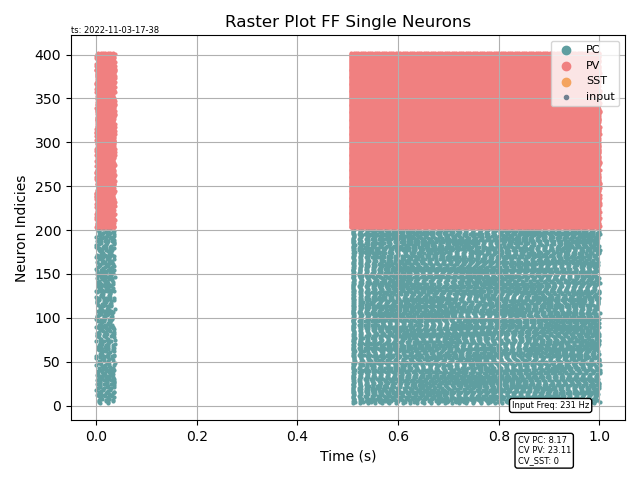 Raster Plot FF Single Neurons
ts: 2022-11-03-17-38
PC
PV
SST
input
400
350
300
250
200
150
100
50
0
Neuron Indicies
Input Freq: 231 Hz
0.0 0.2 0.4 0.6 0.8 1.0
Time (s)
CV PC: 8.17
CV PV: 23.11
CV_SST: 0